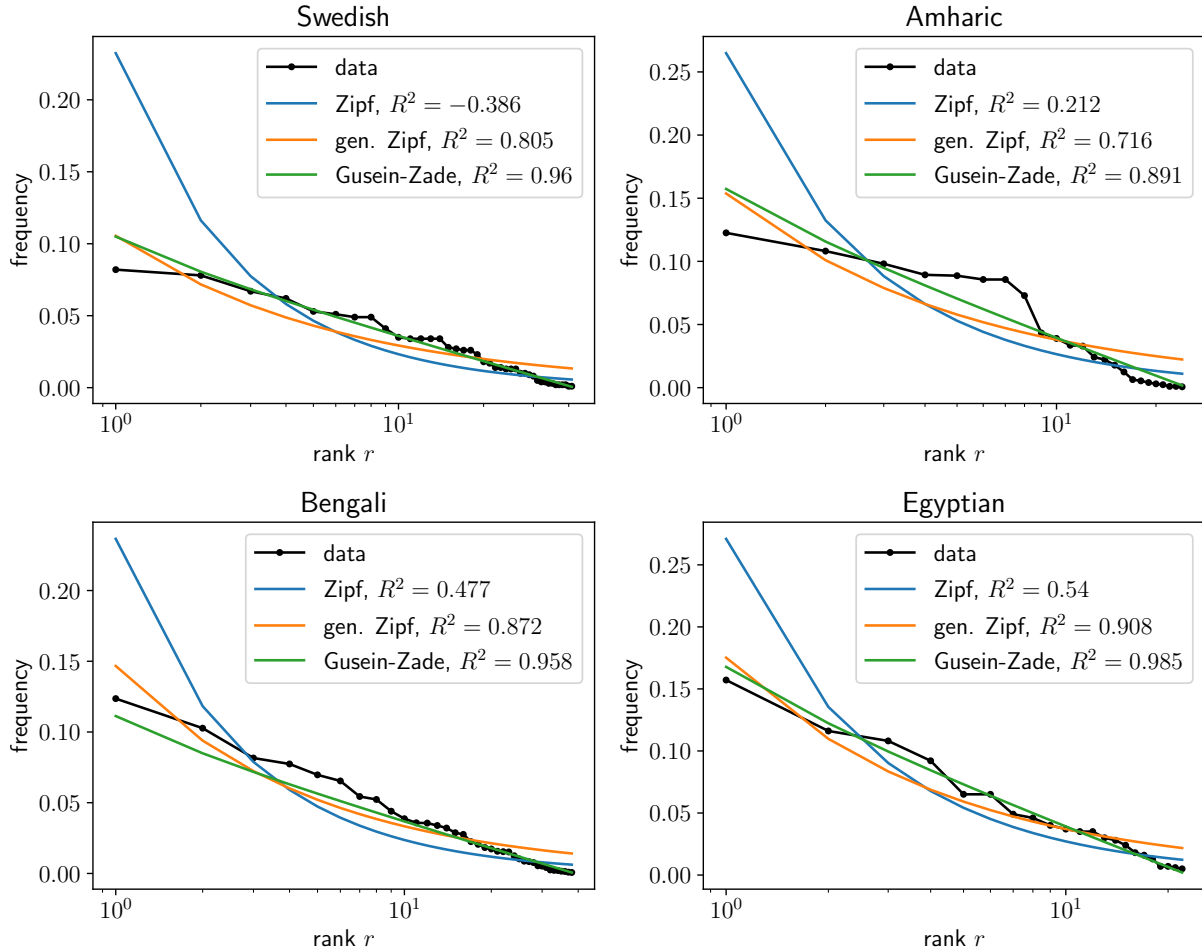 Swedish
0.20
0.15
0.10
0.05
0.00
frequency
data
Zipf, R² = −0.386
gen. Zipf, R² = 0.805
Gusein-Zade, R² = 0.96
10⁰
10¹
rank r
Amharic
0.25
0.20
0.15
0.10
0.05
0.00
frequency
data
Zipf, R² = 0.212
gen. Zipf, R² = 0.716
Gusein-Zade, R² = 0.891
10⁰
10¹
rank r
Bengali
0.20
0.15
0.10
0.05
0.00
frequency
data
Zipf, R² = 0.477
gen. Zipf, R² = 0.872
Gusein-Zade, R² = 0.958
10⁰
10¹
rank r
Egyptian
0.25
0.20
0.15
0.10
0.05
0.00
frequency
data
Zipf, R² = 0.54
gen. Zipf, R² = 0.908
Gusein-Zade, R² = 0.985
10⁰
10¹
rank r